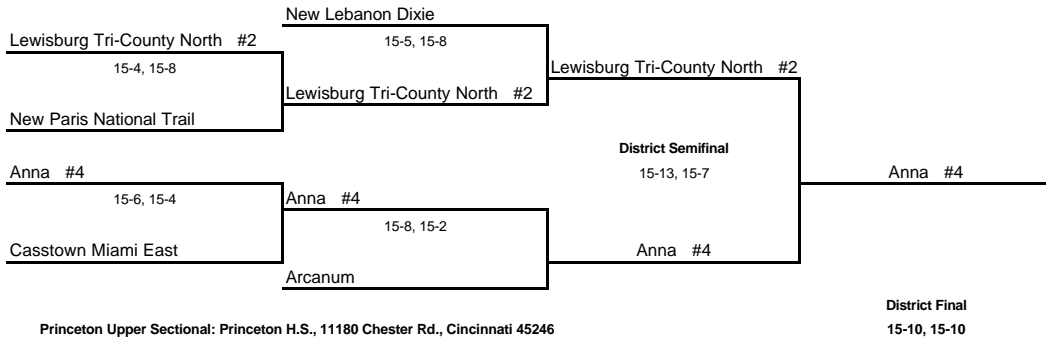 New Lebanon Dixie
Lewisburg Tri-County North #2
15-5, 15-8
15-4, 15-8
Lewisburg Tri-County North #2
Lewisburg Tri-County North #2
New Paris National Trail
District Semifinal
Anna #4
15-13, 15-7
Anna #4
15-6, 15-4
Anna #4
15-8, 15-2
Casstown Miami East
Anna #4
Arcanum
District Final
Princeton Upper Sectional: Princeton H.S., 11180 Chester Rd., Cincinnati 45246
15-10, 15-10